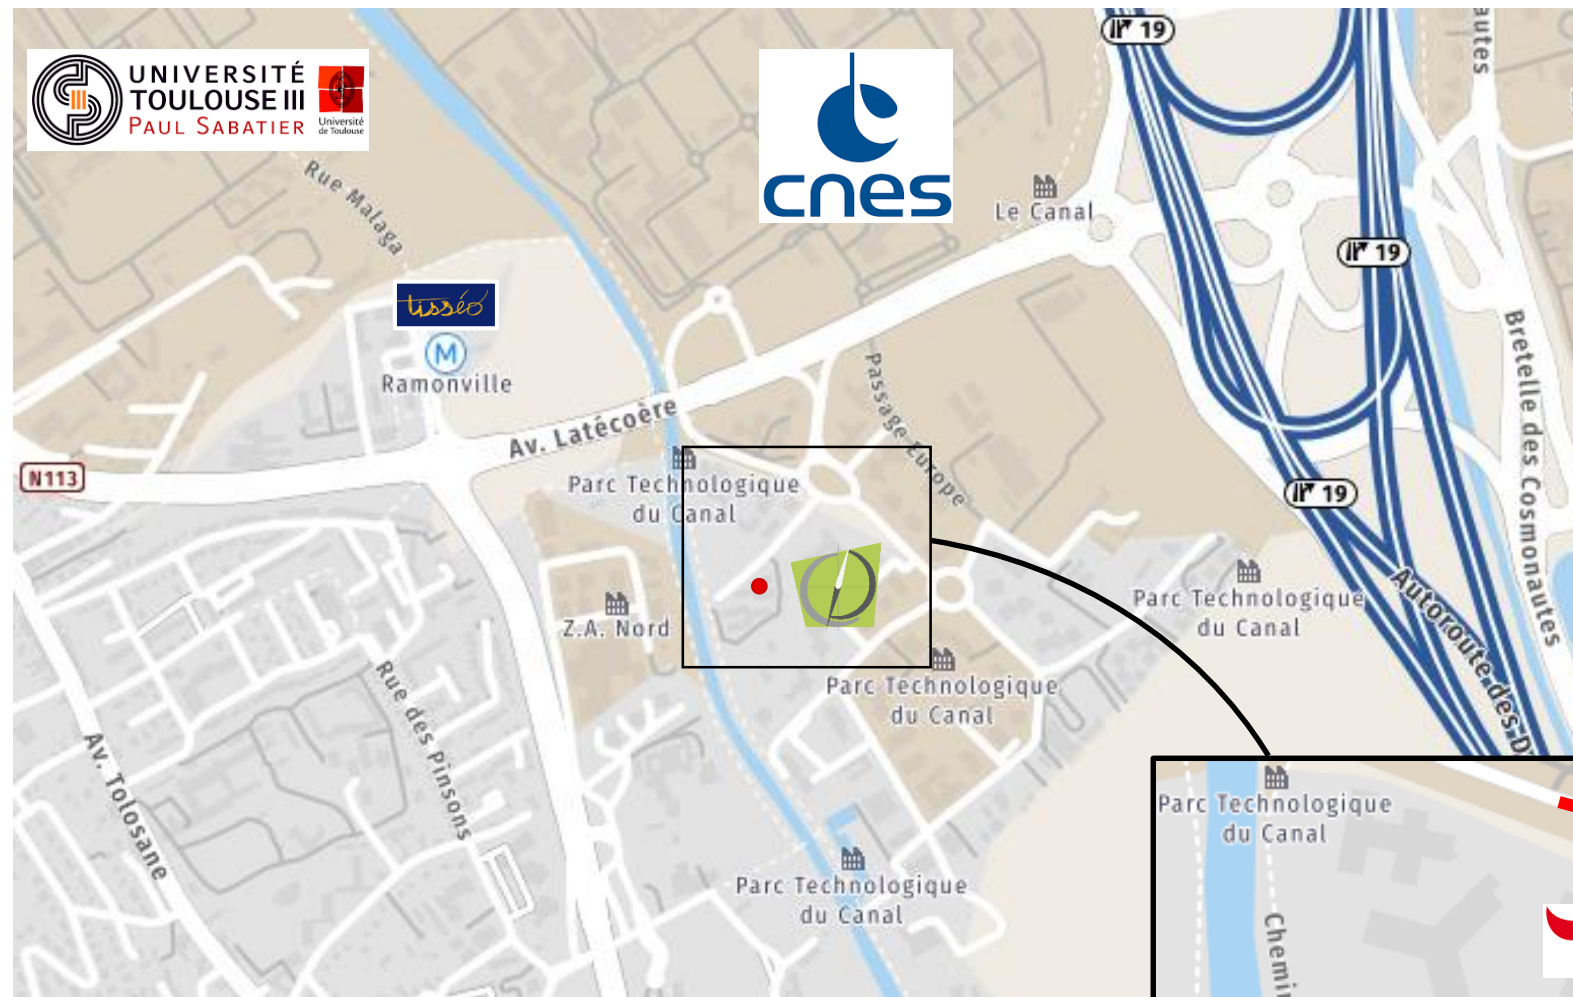 19
autes
UNIVERSITÉ
TOULOUSE III
PAUL SABATIER
Université
de Toulouse
cnes
Rue Malaga
Le Canal
19
tisséo
M
Ramonville
Passage Europe
Bretelle des Cosmonautes
Av. Latécoère
N113
Parc Technologique
du Canal
19
Z.A. Nord
Parc Technologique
du Canal
Autoroute des D
Parc Technologique
du Canal
Rue des Pinsons
Av. Tolosane
Parc Technologique
du Canal
Parc Technologique
du Canal
Chemi